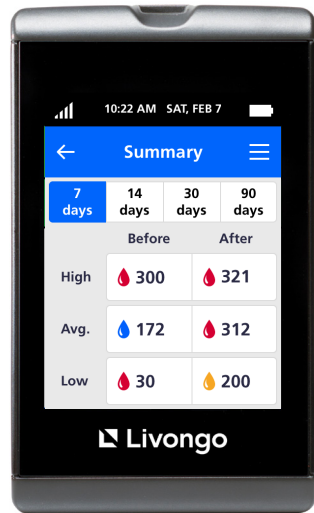 10:22 AM SAT, FEB 7
Summary
7 days 14 days 30 days 90 days
Before After
High 300 321
Avg. 172 312
Low 30 200
Livongo